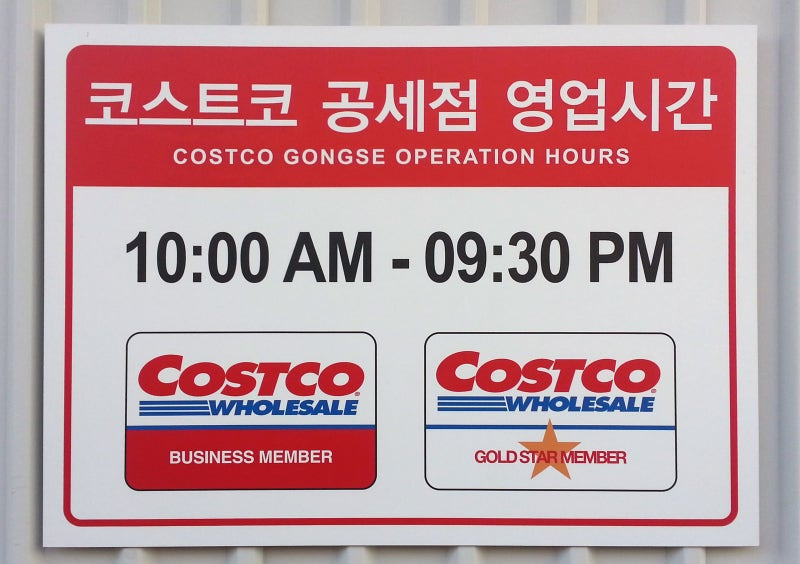 코스트코 공세점 영업시간
COSTCO GONGSE OPERATION HOURS
10:00 AM - 09:30 PM
COSTCO
WHOLESALE
BUSINESS MEMBER
COSTCO
WHOLESALE
GOLD STAR MEMBER